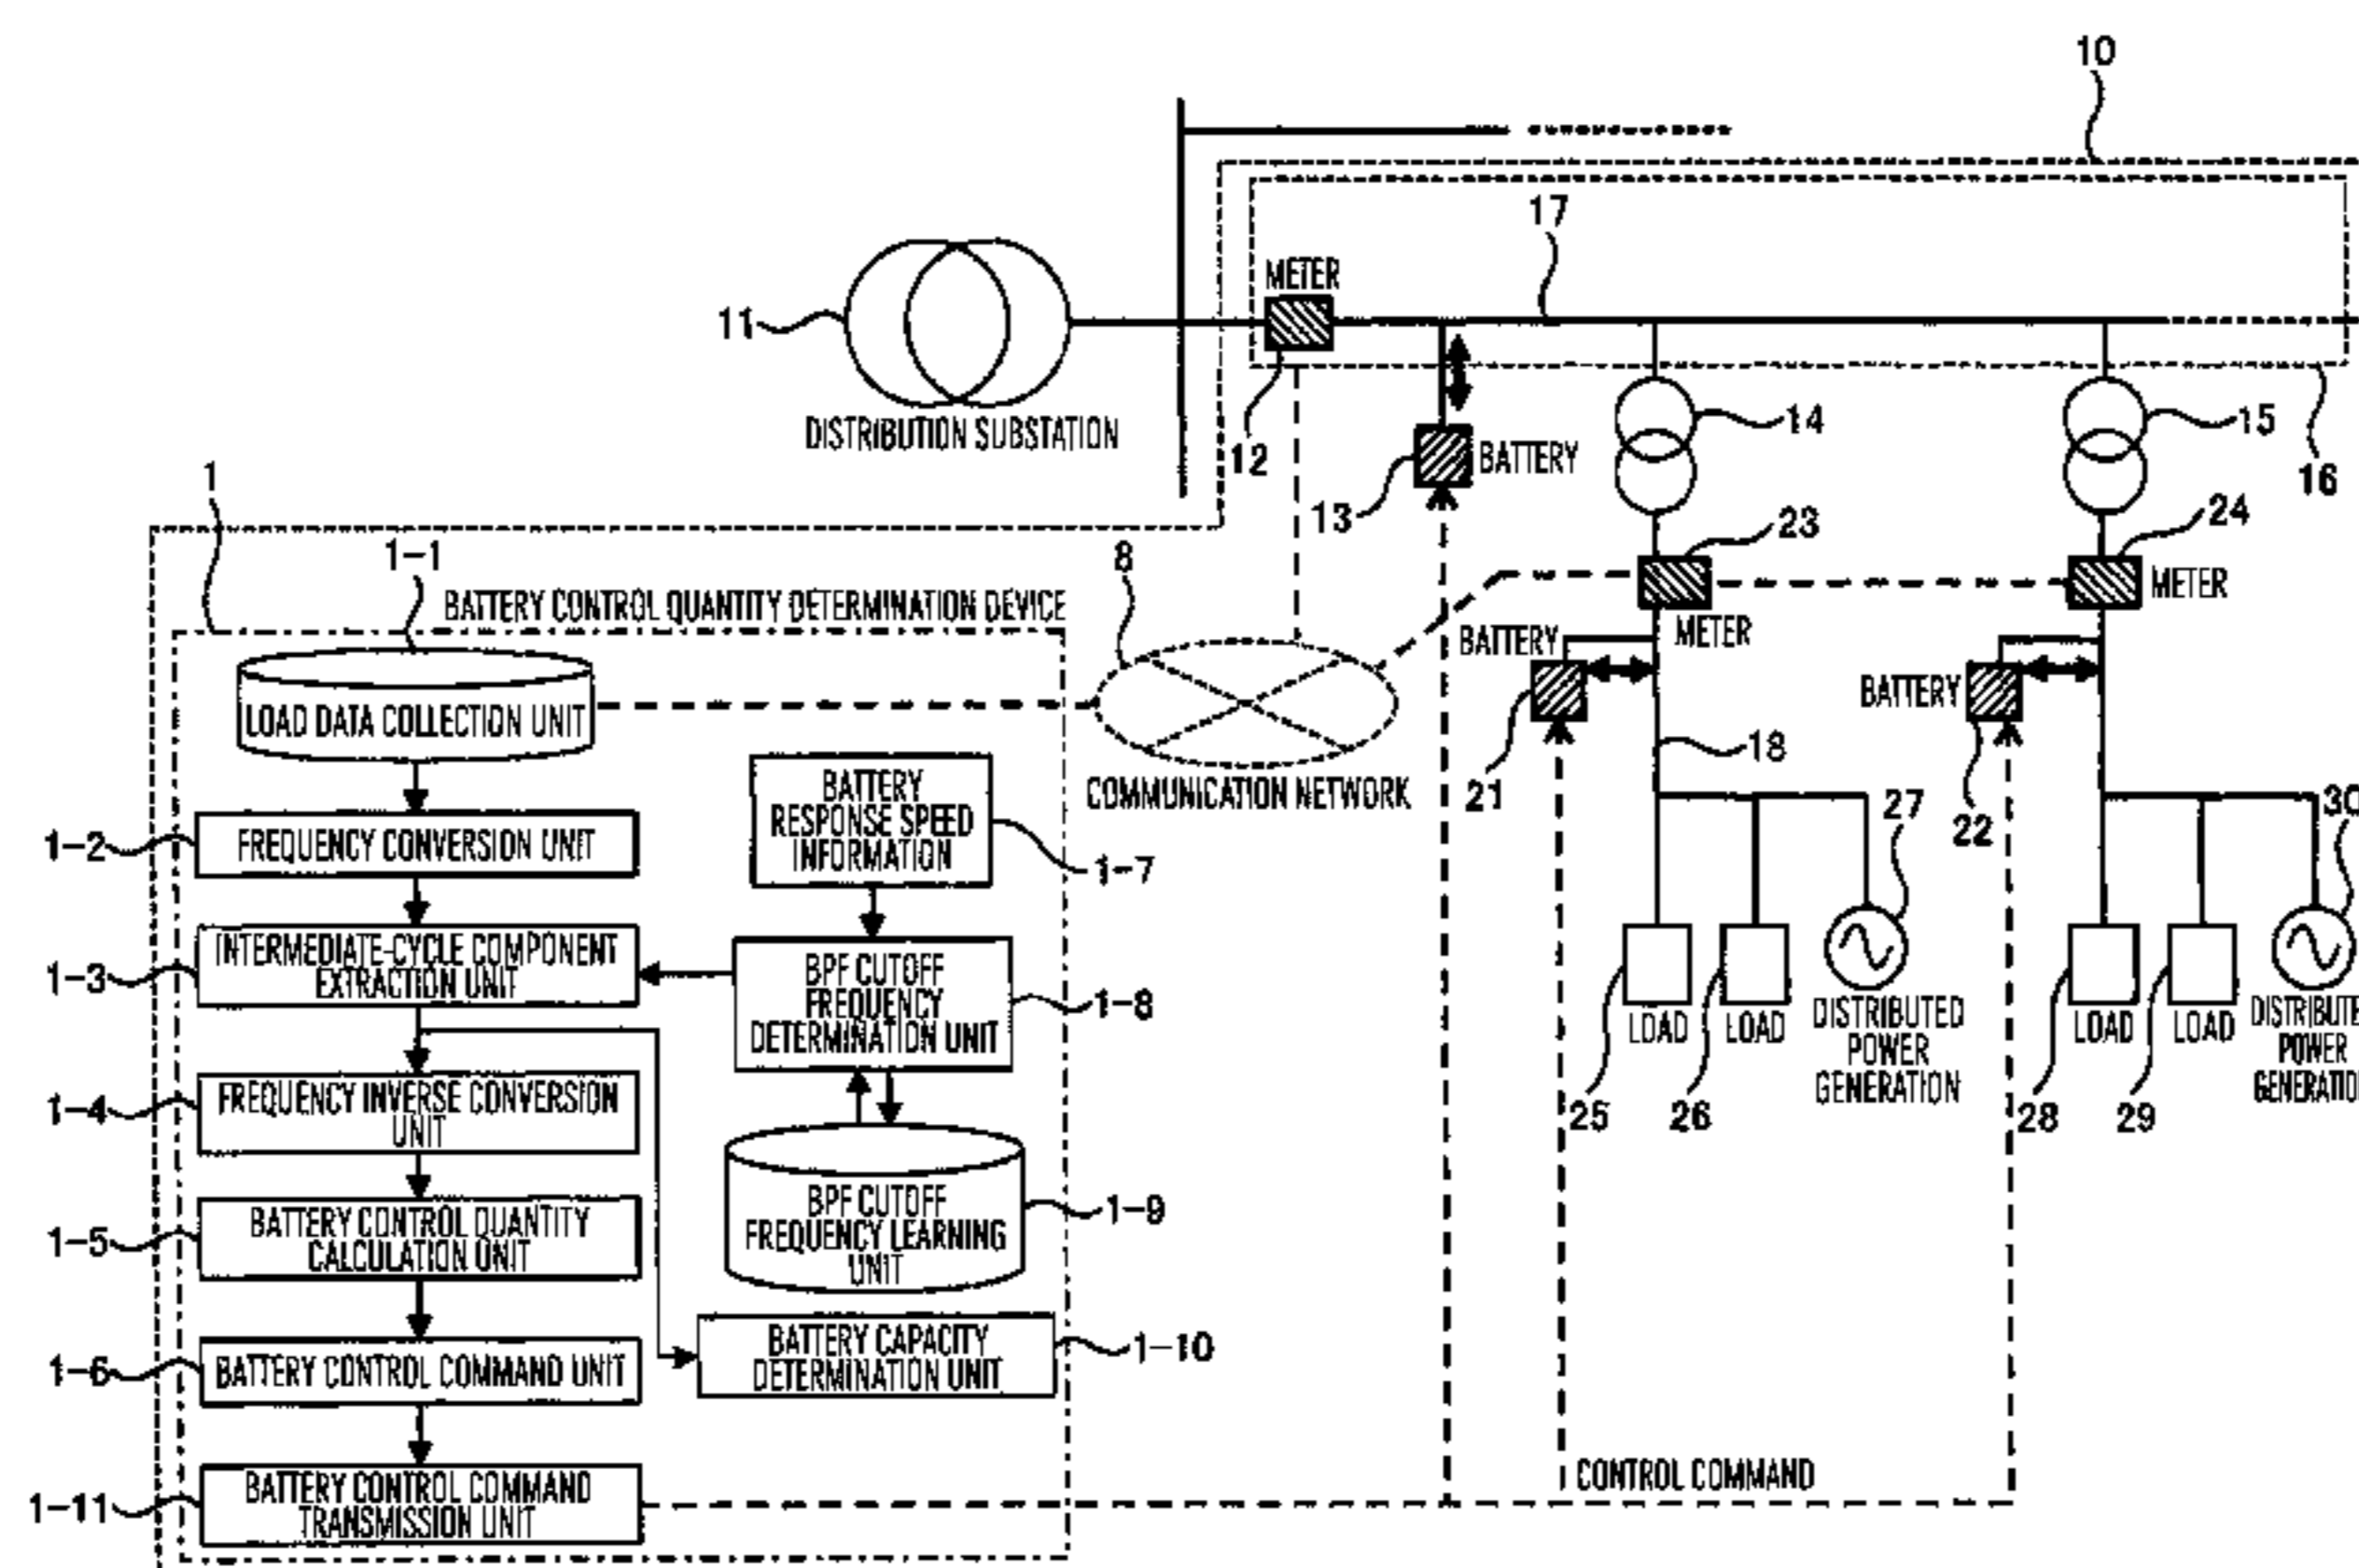 10
17
METER
11
DISTRIBUTION SUBSTATION
12
BATTERY
13
14
15
16
23
24
METER
METER
1
1-1
8
BATTERY CONTROL QUANTITY DETERMINATION DEVICE
LOAD DATA COLLECTION UNIT
COMMUNICATION NETWORK
BATTERY
21
18
BATTERY
22
1-2
FREQUENCY CONVERSION UNIT
BATTERY
RESPONSE SPEED
INFORMATION
1-7
27
30
1-3
INTERMEDIATE-CYCLE COMPONENT
EXTRACTION UNIT
BPF CUTOFF
FREQUENCY
DETERMINATION UNIT
1-8
LOAD
LOAD
DISTRIBUTED
POWER
GENERATION
25
26
LOAD
LOAD
DISTRIBUTE
POWER
GENERATIO
28
29
1-4
FREQUENCY INVERSE CONVERSION
UNIT
1-5
BATTERY CONTROL QUANTITY
CALCULATION UNIT
BPF CUTOFF
FREQUENCY LEARNING
UNIT
1-9
1-6
BATTERY CONTROL COMMAND UNIT
BATTERY CAPACITY
DETERMINATION UNIT
1-10
1-11
BATTERY CONTROL COMMAND
TRANSMISSION UNIT
CONTROL COMMAND